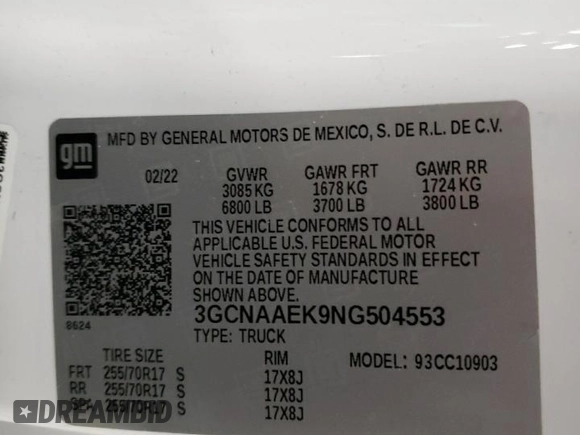 gm
MFD BY GENERAL MOTORS DE MEXICO, S. DE R.L. DE C.V.
02/22 GVWR GAWR FRT GAWR RR
3085 KG 1678 KG 1724 KG
6800 LB 3700 LB 3800 LB
THIS VEHICLE CONFORMS TO ALL
APPLICABLE U.S. FEDERAL MOTOR
VEHICLE SAFETY STANDARDS IN EFFECT
ON THE DATE OF MANUFACTURE
SHOWN ABOVE.
8624
3GCNAAEK9NG504553
TYPE: TRUCK
TIRE SIZE RIM MODEL: 93CC10903
FRT 255/70R17 S 17X8J
RR 255/70R17 S 17X8J
SP: 255/70R17 S 17X8J
DREAMBID